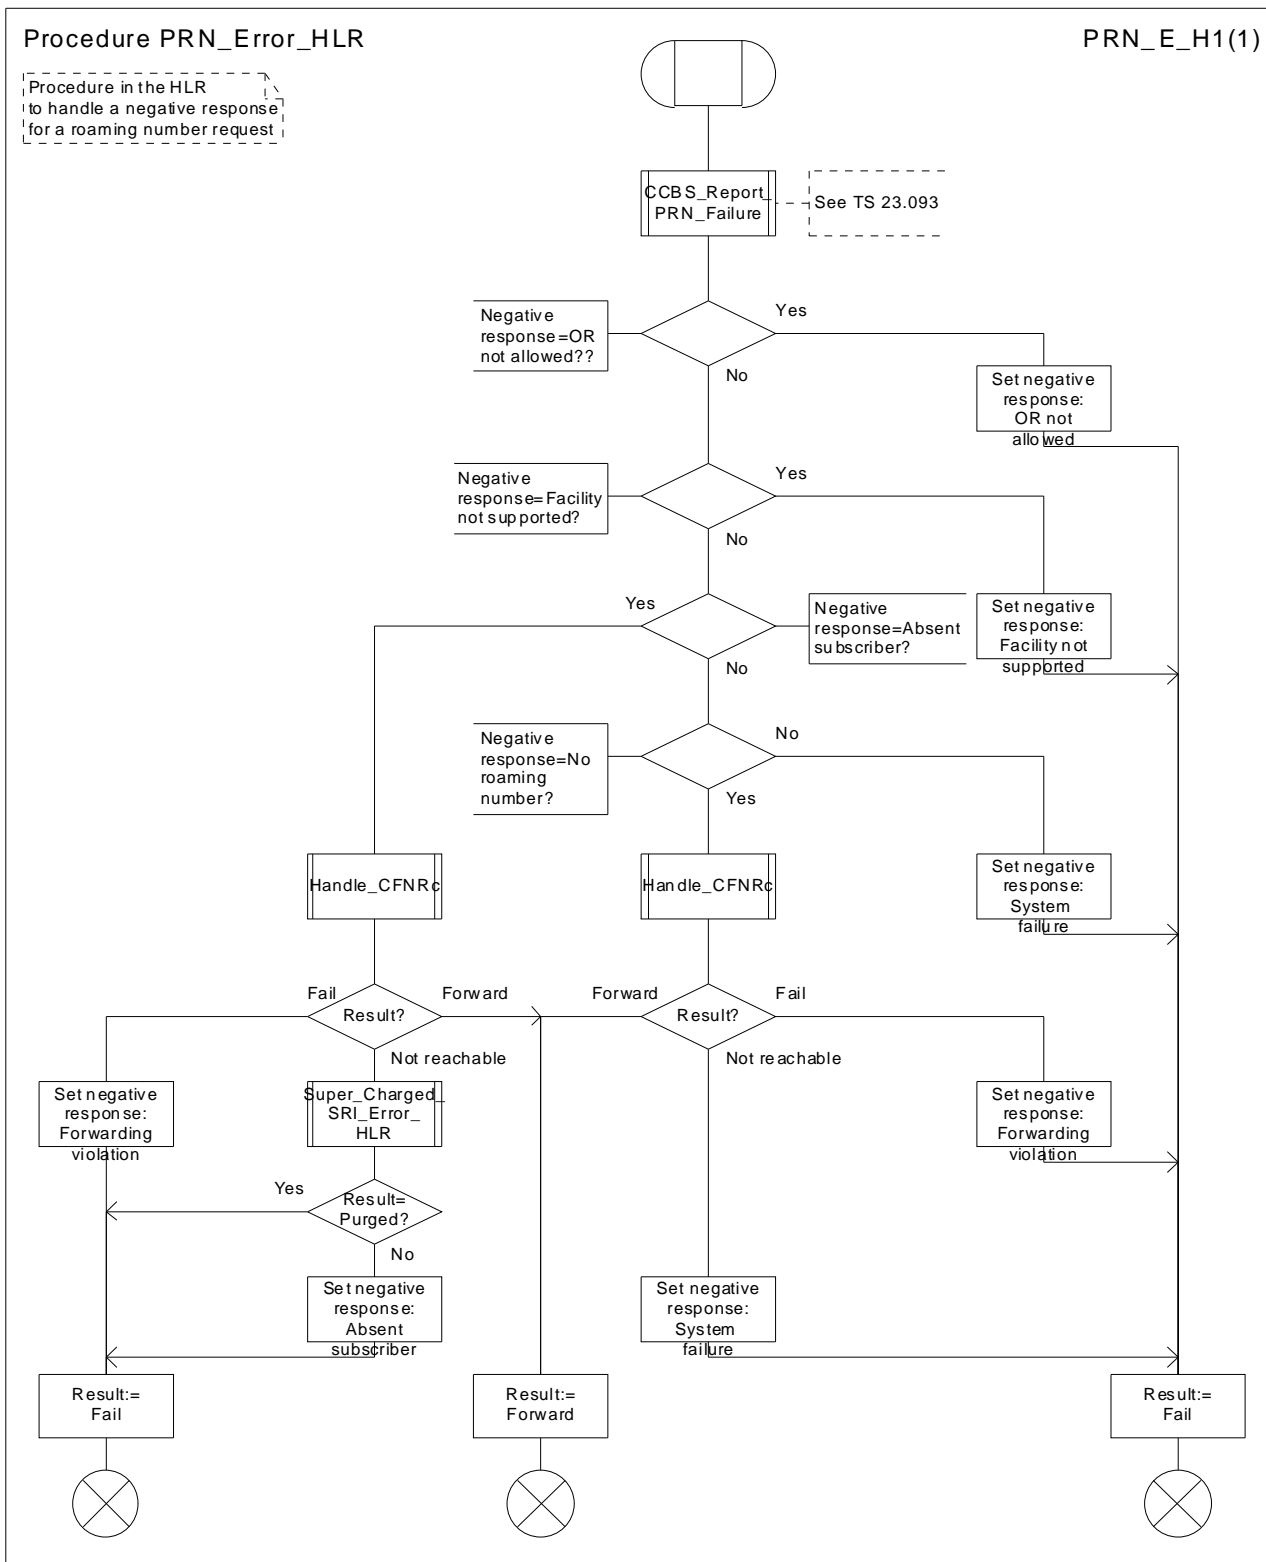 Procedure PRN_Error_HLR
PRN_E_H1(1)
Procedure in the HLR
to handle a negative response
for a roaming number request
CCBS_Report_
PRN_Failure
See TS 23.093
Negative
response=OR
not allowed??
Yes
No
Set negative
response:
OR not
allowed
Negative
response=Facility
not supported?
Yes
No
Yes
Negative
response=Absent
subscriber?
No
Set negative
response:
Facility not
supported
Negative
response=No
roaming
number?
No
Yes
Handle_CFNRc
Handle_CFNRc
Set negative
response:
System
failure
Fail
Result?
Forward
Not reachable
Forward
Result?
Fail
Not reachable
Set negative
response:
Forwarding
violation
Super_Charged_
SRI_Error_
HLR
Set negative
response:
Forwarding
violation
Yes
Result=
Purged?
No
Set negative
response:
Absent
subscriber
Set negative
response:
System
failure
Result:=
Fail
Result:=
Forward
Result:=
Fail